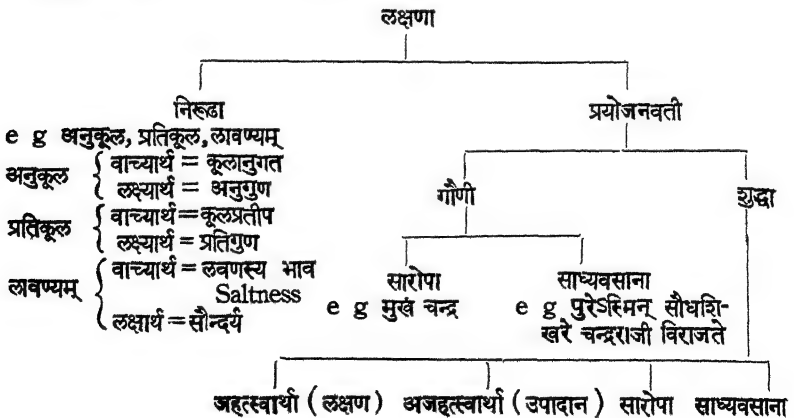 लक्षणा
निरूढा प्रयोजनवती
e g अनुकूल, प्रतिकूल, लावण्यम्
अनुकूल { वाच्यार्थ = कूलानुगत
लक्ष्यार्थ = अनुगुण
प्रतिकूल { वाच्यार्थ = कूलप्रतीप
लक्ष्यार्थ = प्रतिगुण
लावण्यम् { वाच्यार्थ = लवणस्य भाव
Saltness
लक्षार्थ = सौन्दर्य
गौणी शुद्धा
सारोपा साध्यवसाना
e g मुख चन्द्र e g पुरेऽस्मिन् सौधशि-
खरे चन्द्रराजी विराजते
जहत्स्वार्था ( लक्षण ) अजहत्स्वार्था ( उपादान ) सारोपा साध्यवसाना